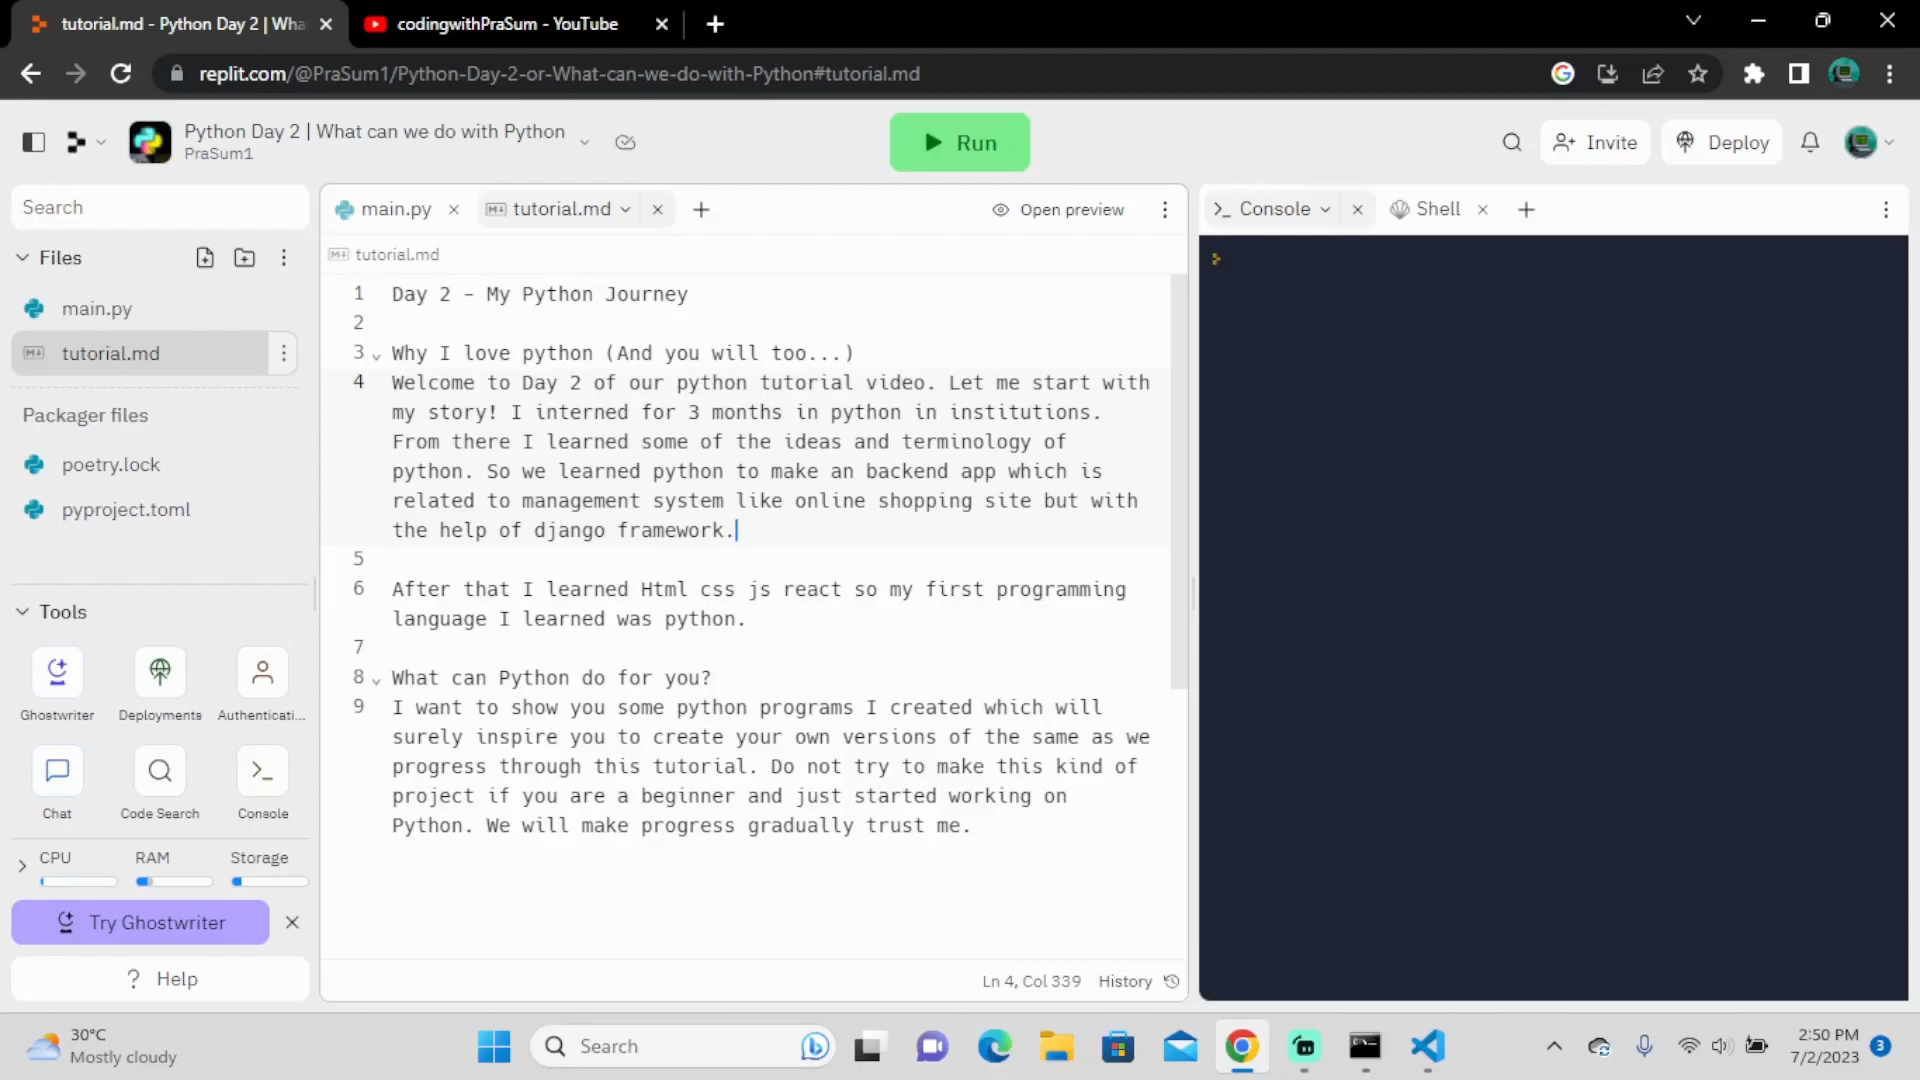 tutorial.md - Python Day 2 | Wha
codingwithPraSum - YouTube
replit.com/@PraSum1/Python-Day-2-or-What-can-we-do-with-Python#tutorial.md
Python Day 2 | What can we do with Python
PraSum1
Run
Invite
Deploy
Search
Files
main.py
tutorial.md
Packager files
poetry.lock
pyproject.toml
Tools
Ghostwriter
Deployments
Authenticati...
Chat
Code Search
Console
CPU
RAM
Storage
Try Ghostwriter
? Help
main.py
tutorial.md
Open preview
tutorial.md
1 Day 2 - My Python Journey
2
3 Why I love python (And you will too...)
4 Welcome to Day 2 of our python tutorial video. Let me start with
my story! I interned for 3 months in python in institutions.
From there I learned some of the ideas and terminology of
python. So we learned python to make an backend app which is
related to management system like online shopping site but with
the help of django framework.
5
6 After that I learned Html css js react so my first programming
language I learned was python.
7
8 What can Python do for you?
9 I want to show you some python programs I created which will
surely inspire you to create your own versions of the same as we
progress through this tutorial. Do not try to make this kind of
project if you are a beginner and just started working on
Python. We will make progress gradually trust me.
Ln 4, Col 339 History
Console
Shell
30°C
Mostly cloudy
Search
2:50 PM
7/2/2023
3